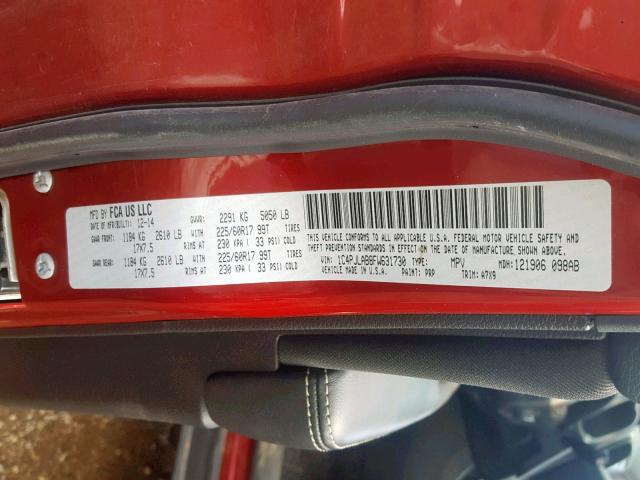 MFD BY FCA US LLC
DATE OF MFR(BUILT): 12-14 GVWR: 2291 KG 5050 LB
GAWR FRONT: 1184 KG 2610 LB WITH 225/60R17 99T TIRES
17X7.5 RIMS AT 230 KPA ( 33 PSI) COLD
GAWR REAR: 1184 KG 2610 LB WITH 225/60R17 99T TIRES
17X7.5 RIMS AT 230 KPA ( 33 PSI) COLD
THIS VEHICLE CONFORMS TO ALL APPLICABLE U.S.A. FEDERAL MOTOR VEHICLE SAFETY AND
THEFT PREVENTION STANDARDS IN EFFECT ON THE DATE OF MANUFACTURE SHOWN ABOVE.
VIN: 1C4PJLAB8FW631730 TYPE: MPV MDH: 121906 098AB
PAINT: PRP TRIM: A7X9